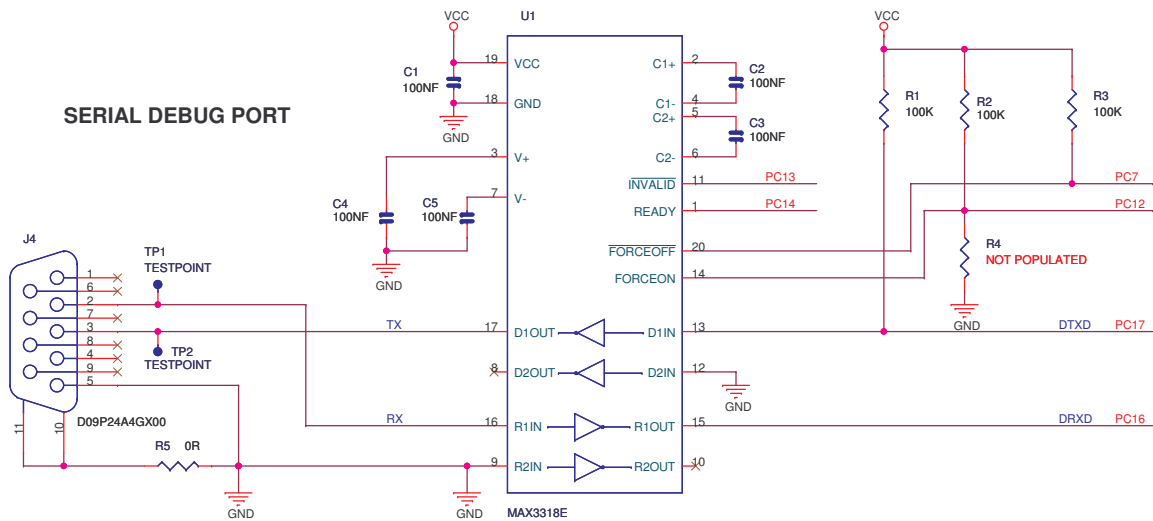 VCC
U1
VCC
C1
100NF
19
VCC
18
GND
GND
C1+
2
C2
100NF
C1-
4
C2+
5
C3
100NF
C2-
6
R1
100K
R2
100K
R3
100K
SERIAL DEBUG PORT
3
V+
7
V-
C4
100NF
C5
100NF
GND
INVALID
11
PC13
READY
1
PC14
PC7
PC12
FORCEOFF
20
FORCEON
14
R4
NOT POPULATED
GND
J4
TP1
TESTPOINT
1
6
2
7
3
8
4
9
5
TP2
TESTPOINT
TX
17
D1OUT
D1IN
13
DTXD
PC17
8
D2OUT
D2IN
12
GND
D09P24A4GX00
11
10
RX
16
R1IN
R1OUT
15
DRXD
PC16
R5
0R
9
R2IN
R2OUT
10
GND
GND
MAX3318E